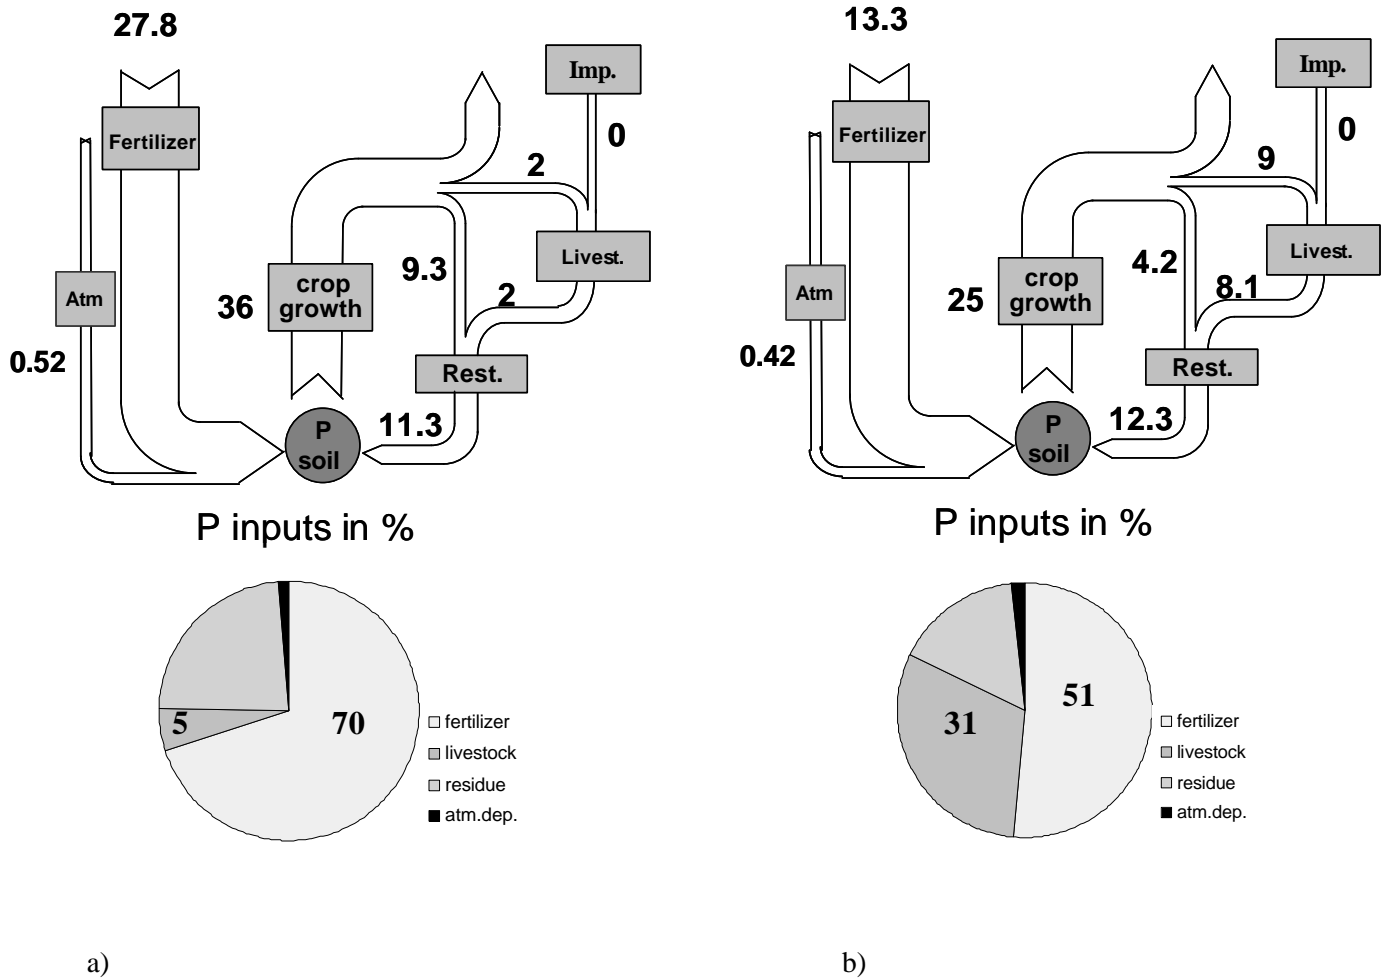 27.8
Imp.
Fertilizer
0
2
Livest.
9.3
crop
growth
36
Atm
2
0.52
Rest.
11.3
P
soil
P inputs in %
5
70
fertilizer
livestock
residue
atm.dep.
a)
13.3
Imp.
Fertilizer
0
9
Livest.
4.2
crop
growth
25
Atm
8.1
0.42
Rest.
12.3
P
soil
P inputs in %
51
31
fertilizer
livestock
residue
atm.dep.
b)